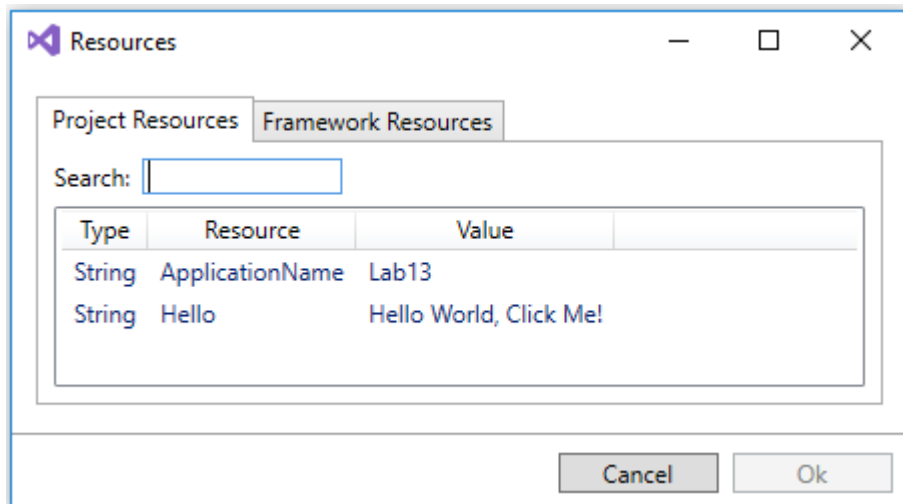 Resources
Project Resources Framework Resources
Search:
Type Resource Value
String ApplicationName Lab13
String Hello Hello World, Click Me!
Cancel Ok